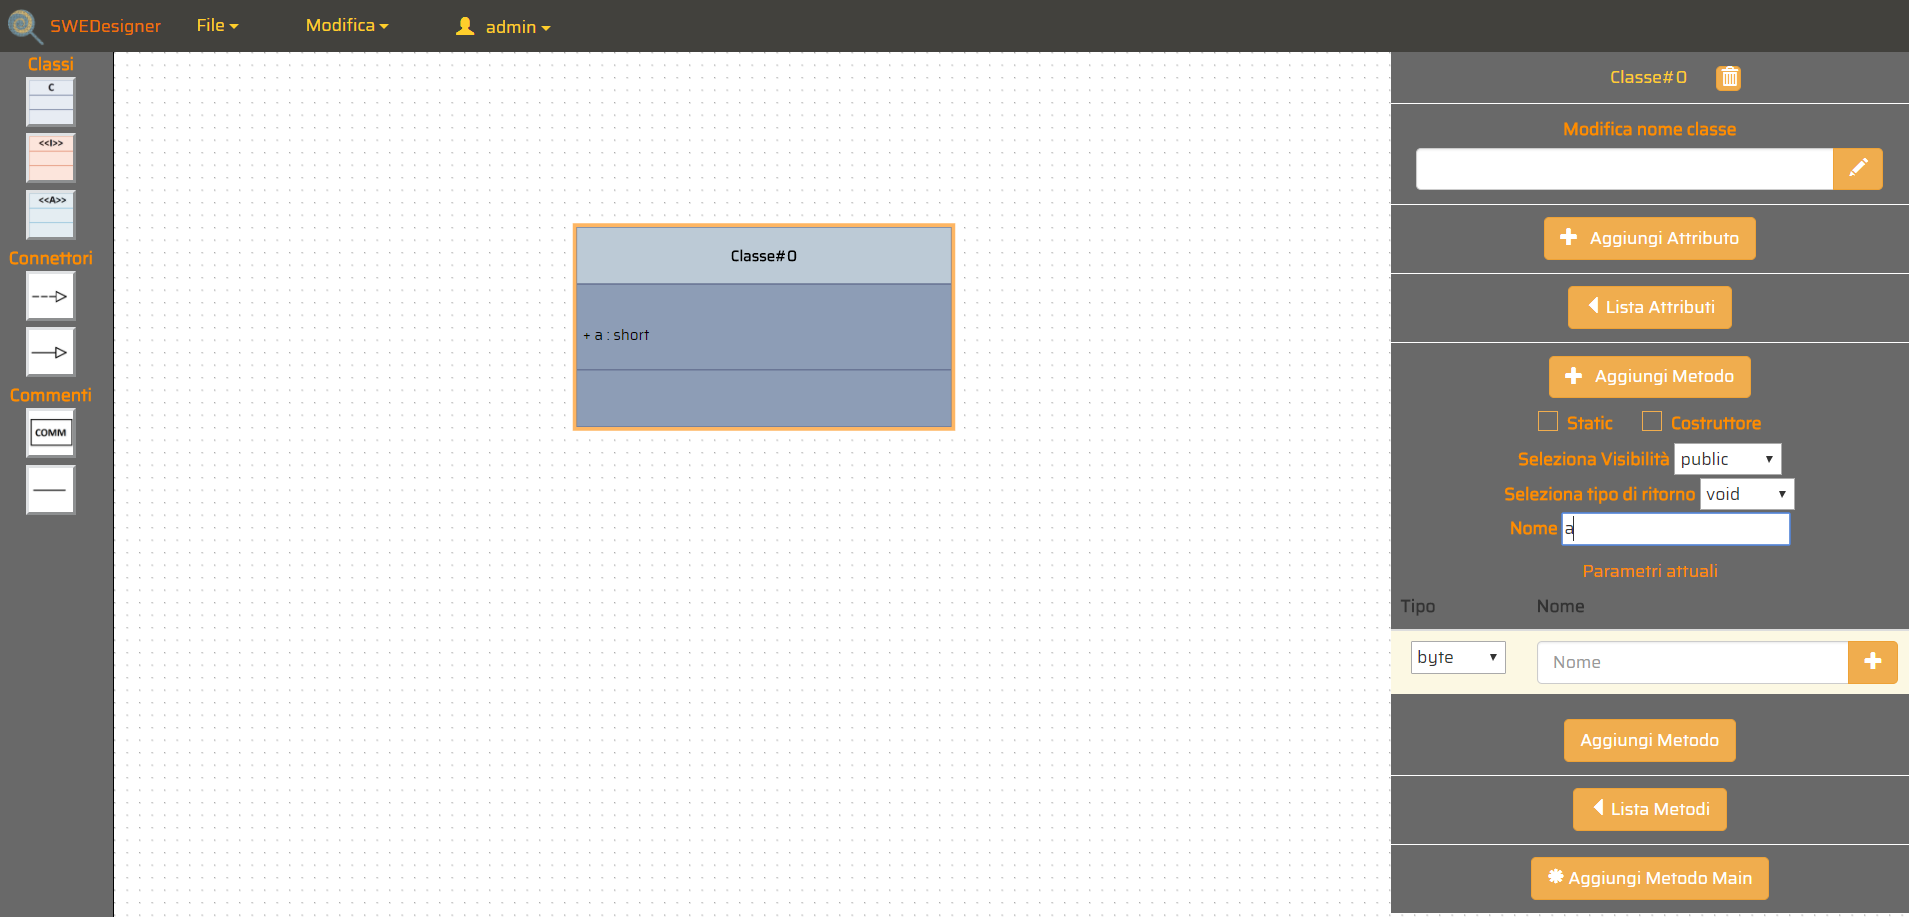 SWEDesigner File Modifica admin
Classi
C
<<I>>
<<A>>
Connettori
Commenti
COMM
Classe#0
+ a : short
Classe#0
Modifica nome classe
Aggiungi Attributo
Lista Attributi
Aggiungi Metodo
Static Costruttore
Seleziona Visibilità public
Seleziona tipo di ritorno void
Nome a
Parametri attuali
Tipo Nome
byte Nome
Aggiungi Metodo
Lista Metodi
Aggiungi Metodo Main